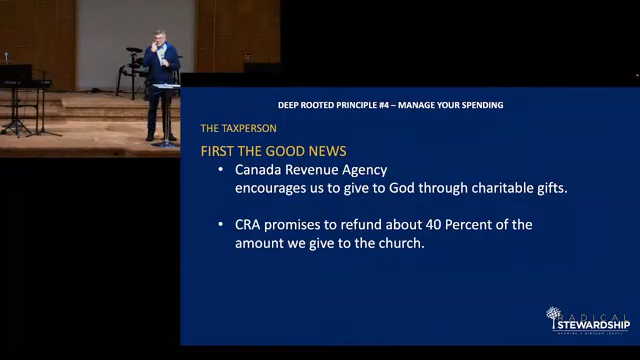 DEEP ROOTED PRINCIPLE #4 – MANAGE YOUR SPENDING
THE TAXPERSON
FIRST THE GOOD NEWS
• Canada Revenue Agency
encourages us to give to God through charitable gifts.
• CRA promises to refund about 40 Percent of the
amount we give to the church.
RADICAL
STEWARDSHIP